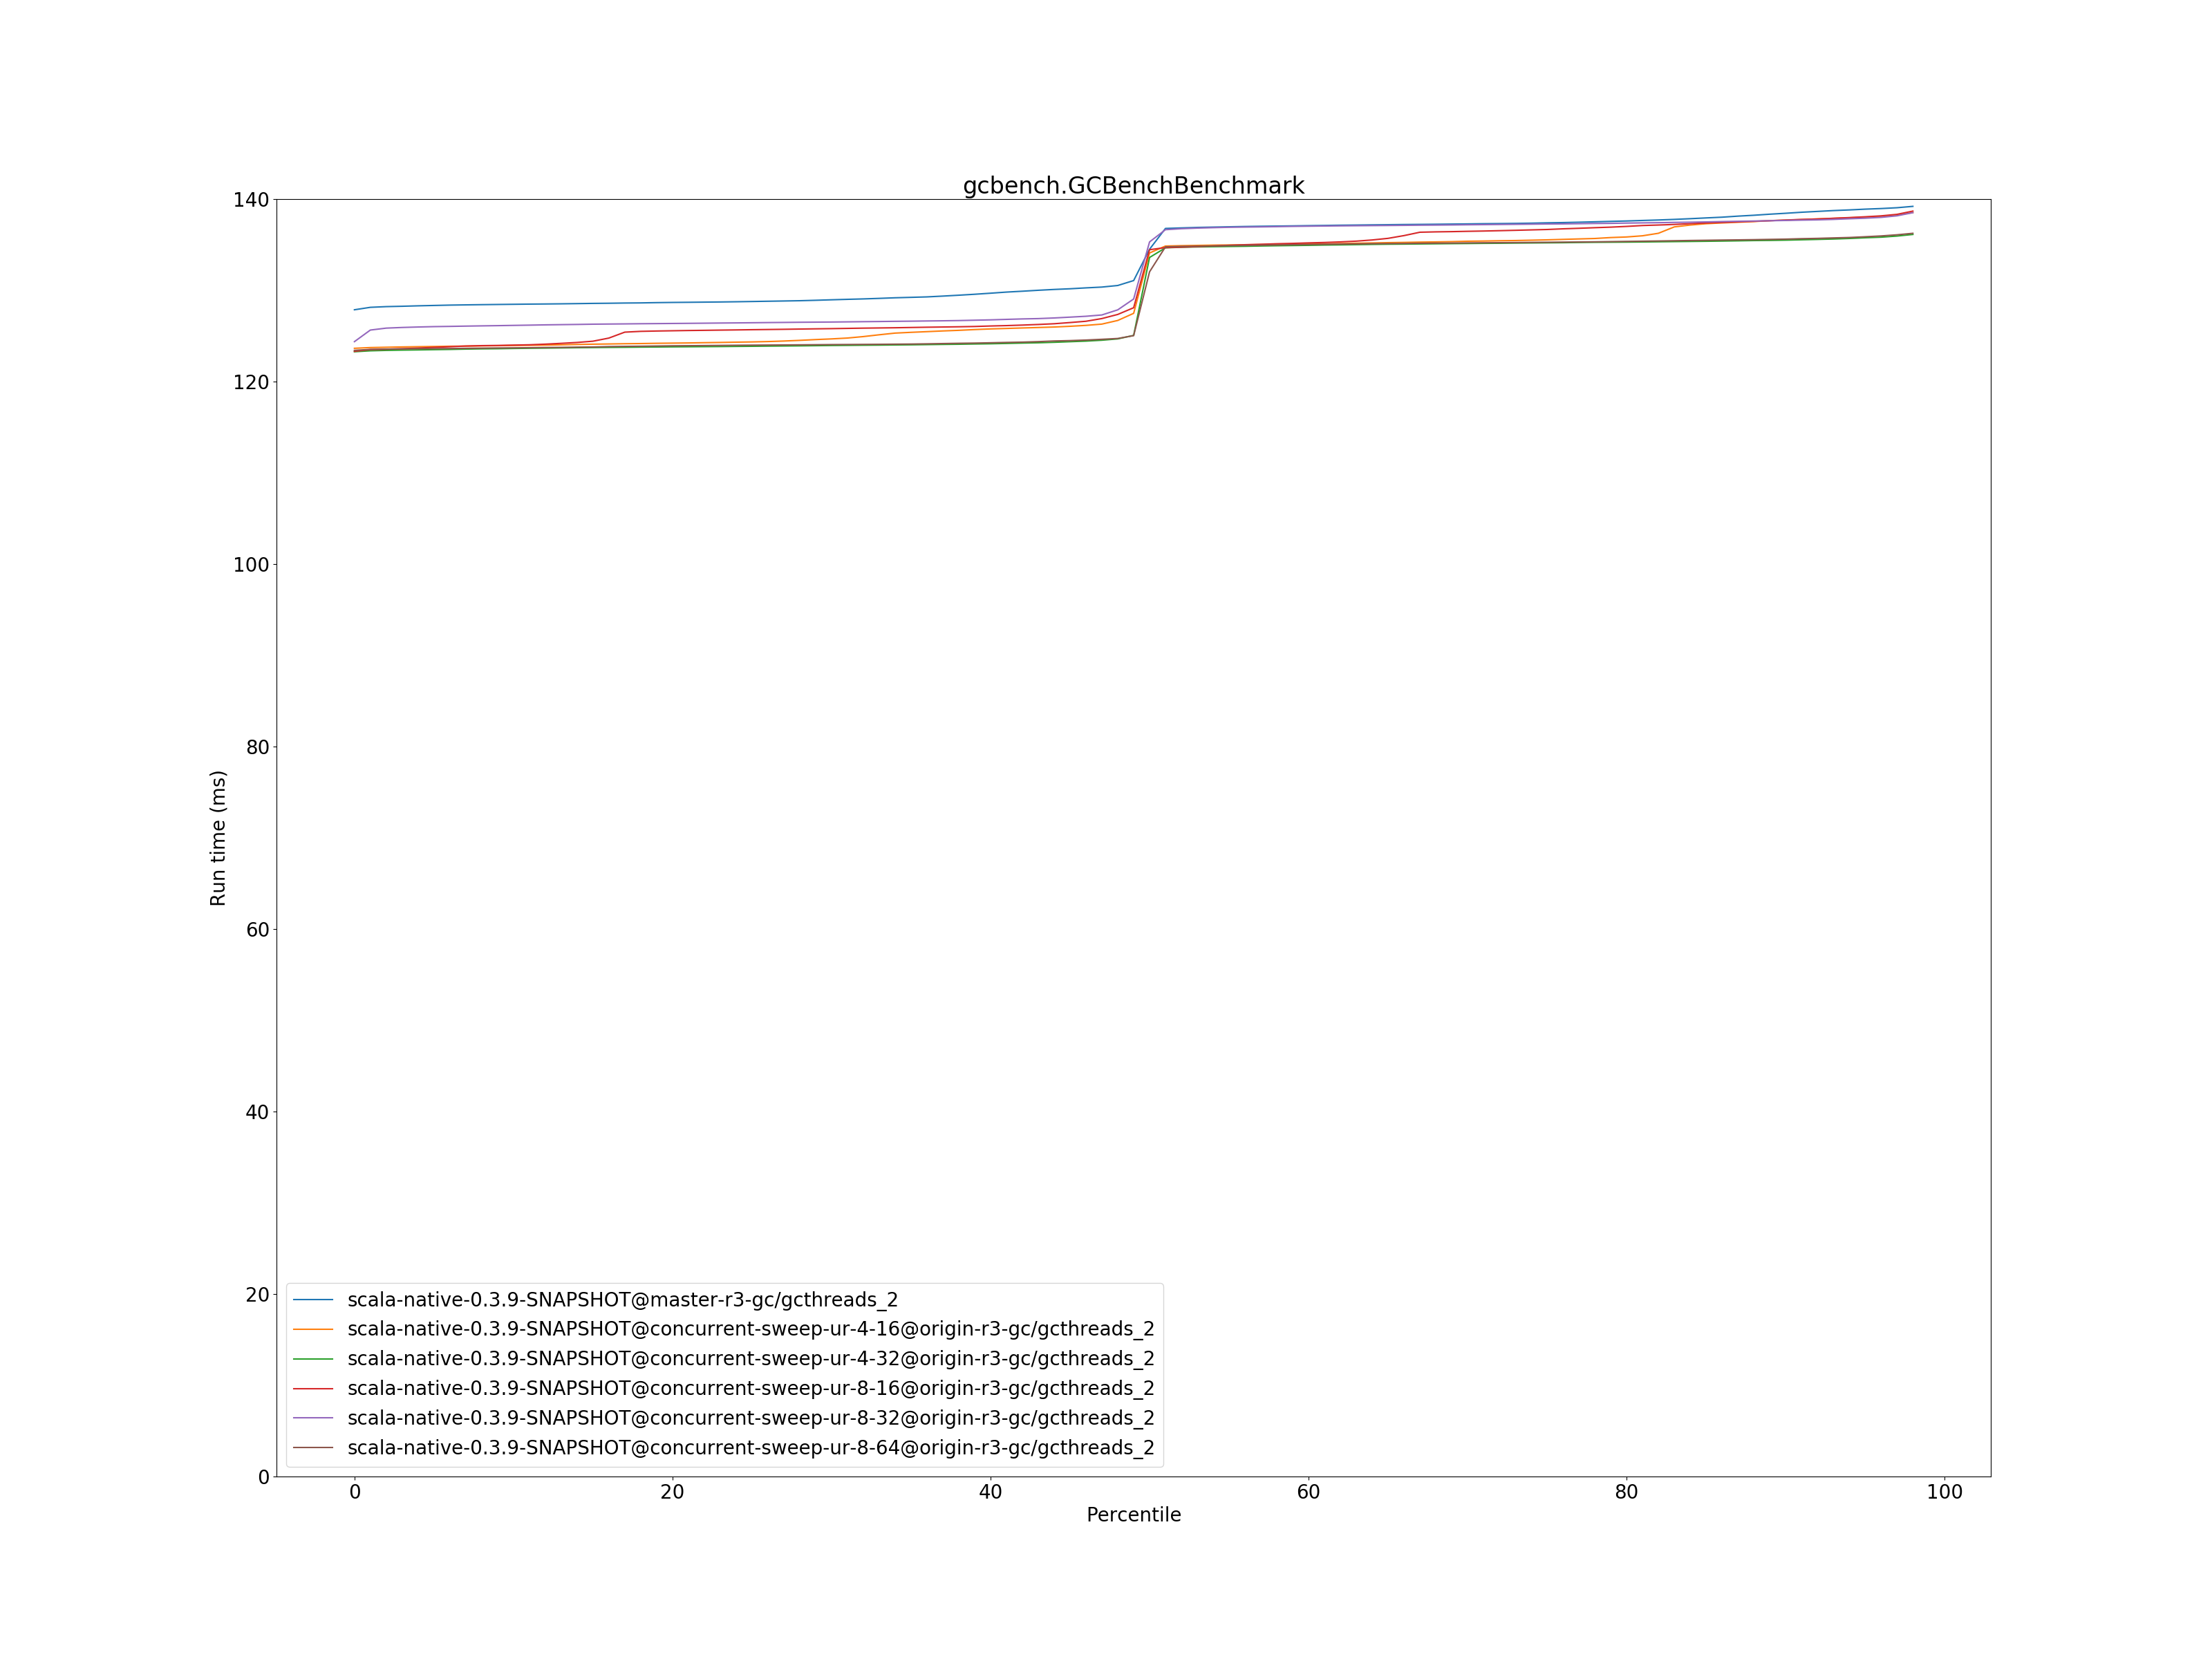 gcbench.GCBenchBenchmark
140
120
100
80
60
40
20
0
Run time (ms)
scala-native-0.3.9-SNAPSHOT@master-r3-gc/gcthreads_2
scala-native-0.3.9-SNAPSHOT@concurrent-sweep-ur-4-16@origin-r3-gc/gcthreads_2
scala-native-0.3.9-SNAPSHOT@concurrent-sweep-ur-4-32@origin-r3-gc/gcthreads_2
scala-native-0.3.9-SNAPSHOT@concurrent-sweep-ur-8-16@origin-r3-gc/gcthreads_2
scala-native-0.3.9-SNAPSHOT@concurrent-sweep-ur-8-32@origin-r3-gc/gcthreads_2
scala-native-0.3.9-SNAPSHOT@concurrent-sweep-ur-8-64@origin-r3-gc/gcthreads_2
0 20 40 60 80 100
Percentile